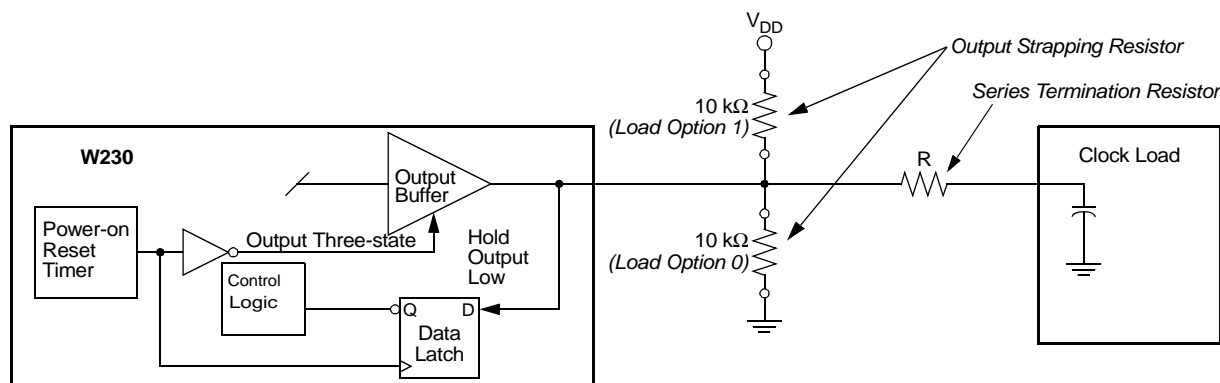 VDD
Output Strapping Resistor
Series Termination Resistor
10 kΩ
(Load Option 1)
W230
Output
Buffer
R
Clock Load
Power-on
Reset
Timer
Output Three-state
Hold
Output
Low
10 kΩ
(Load Option 0)
Control
Logic
Q
D
Data
Latch